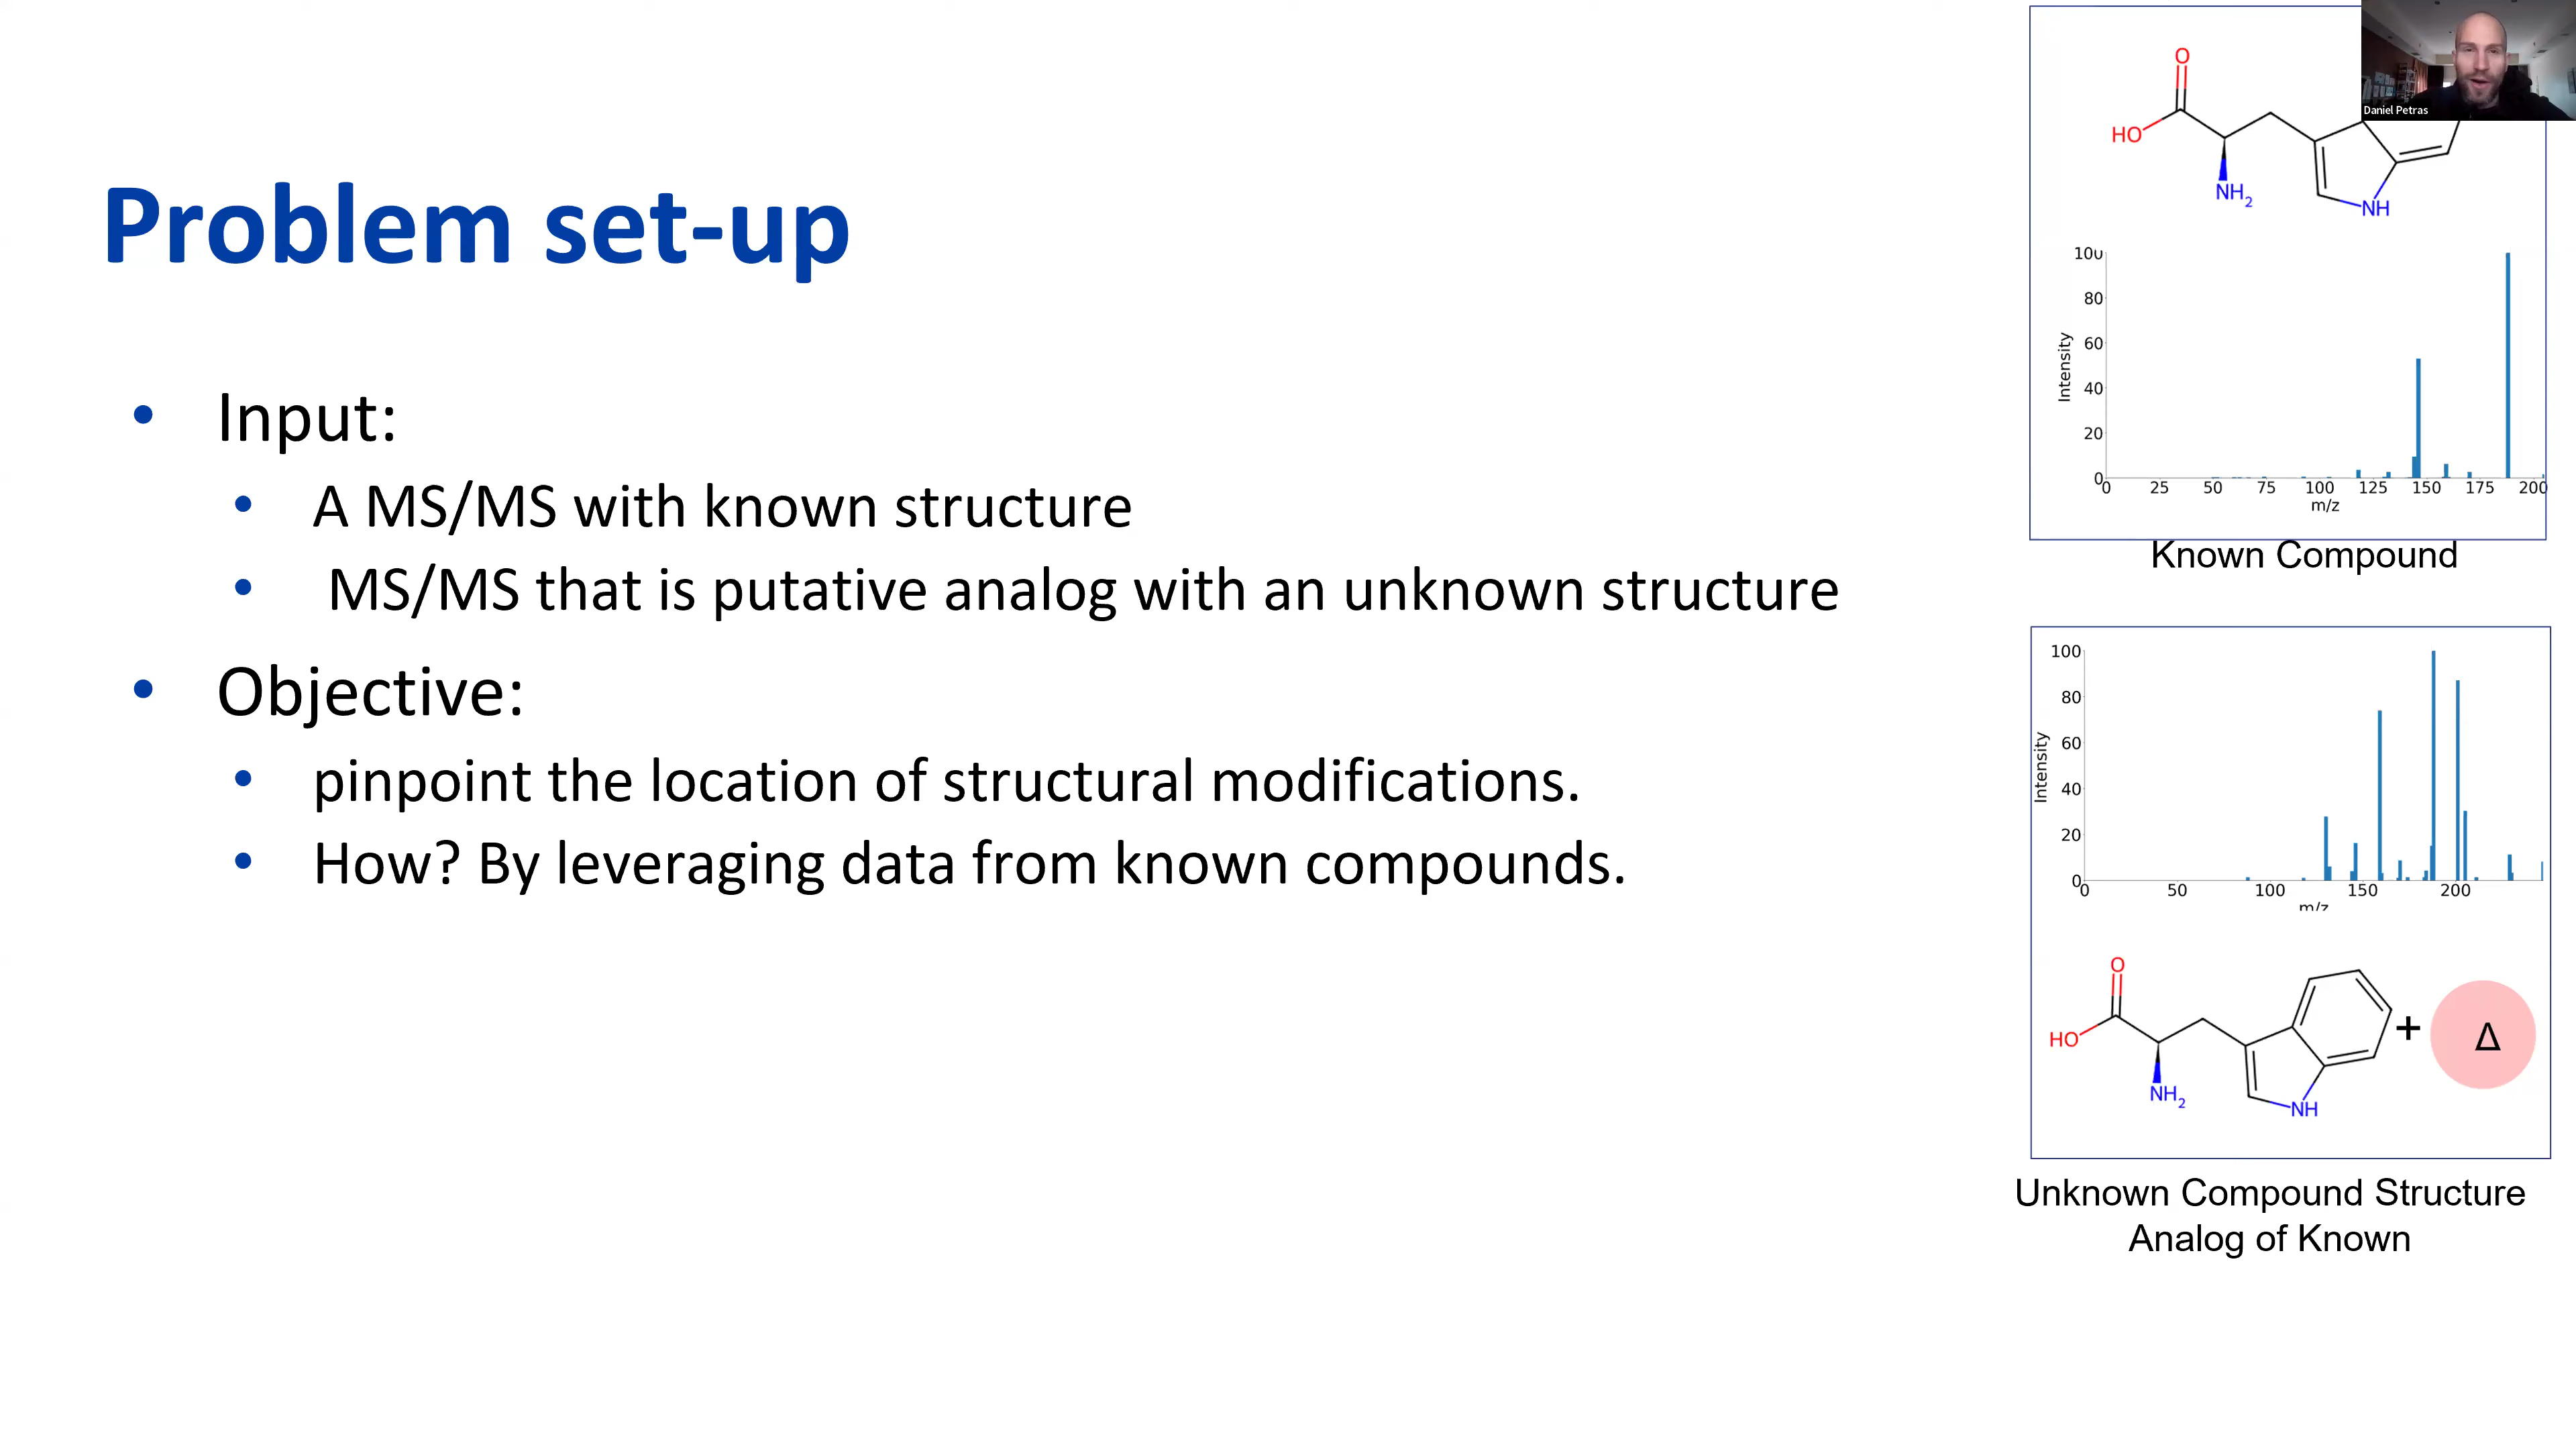 Problem set-up
• Input:
• A MS/MS with known structure
• MS/MS that is putative analog with an unknown structure
• Objective:
• pinpoint the location of structural modifications.
• How? By leveraging data from known compounds.
Daniel Petras
O
HO
NH2
NH
100
80
60
40
20
0
Intensity
0 25 50 75 100 125 150 175 200
m/z
Known Compound
100
80
60
40
20
0
Intensity
0 50 100 150 200
m/z
O
HO
NH2
NH
+ Δ
Unknown Compound Structure
Analog of Known